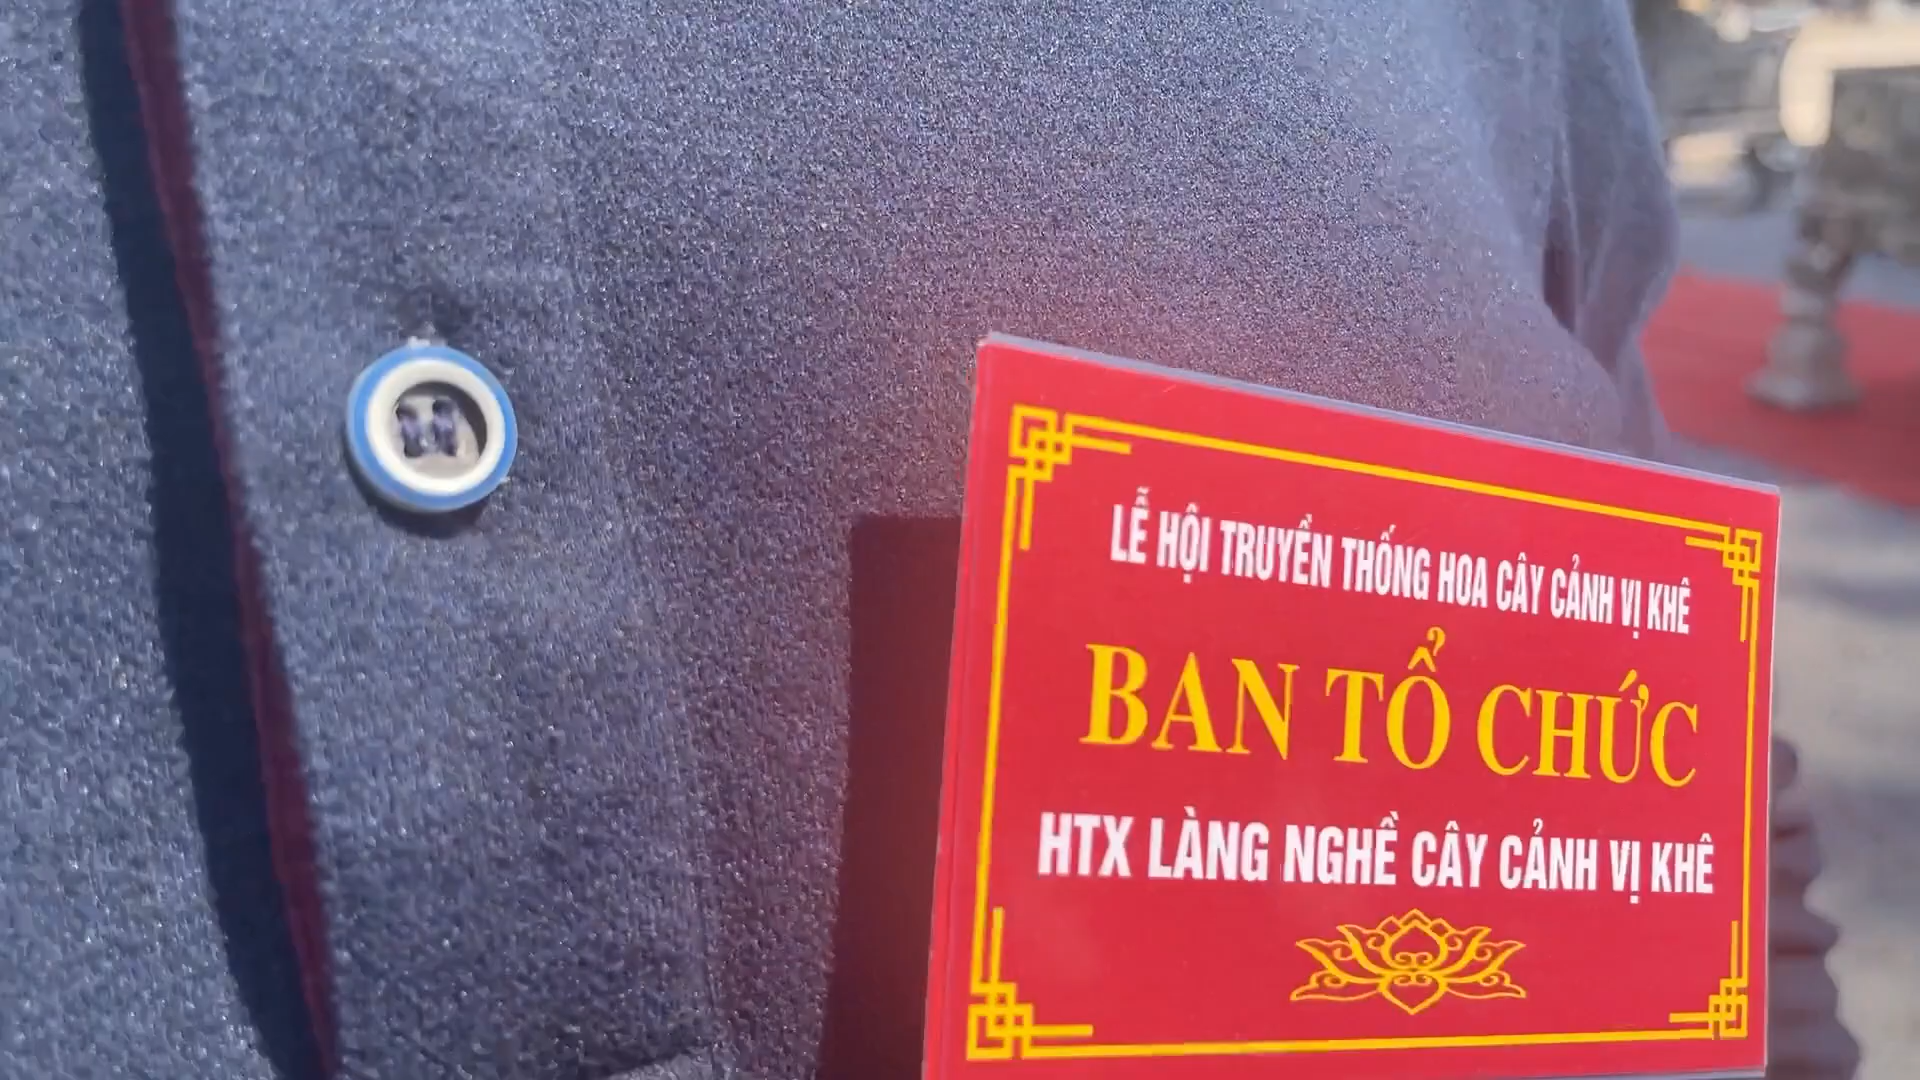 LỄ HỘI TRUYỀN THỐNG HOA CÂY CẢNH VỊ KHÊ
BAN TỔ CHỨC
HTX LÀNG NGHỀ CÂY CẢNH VỊ KHÊ